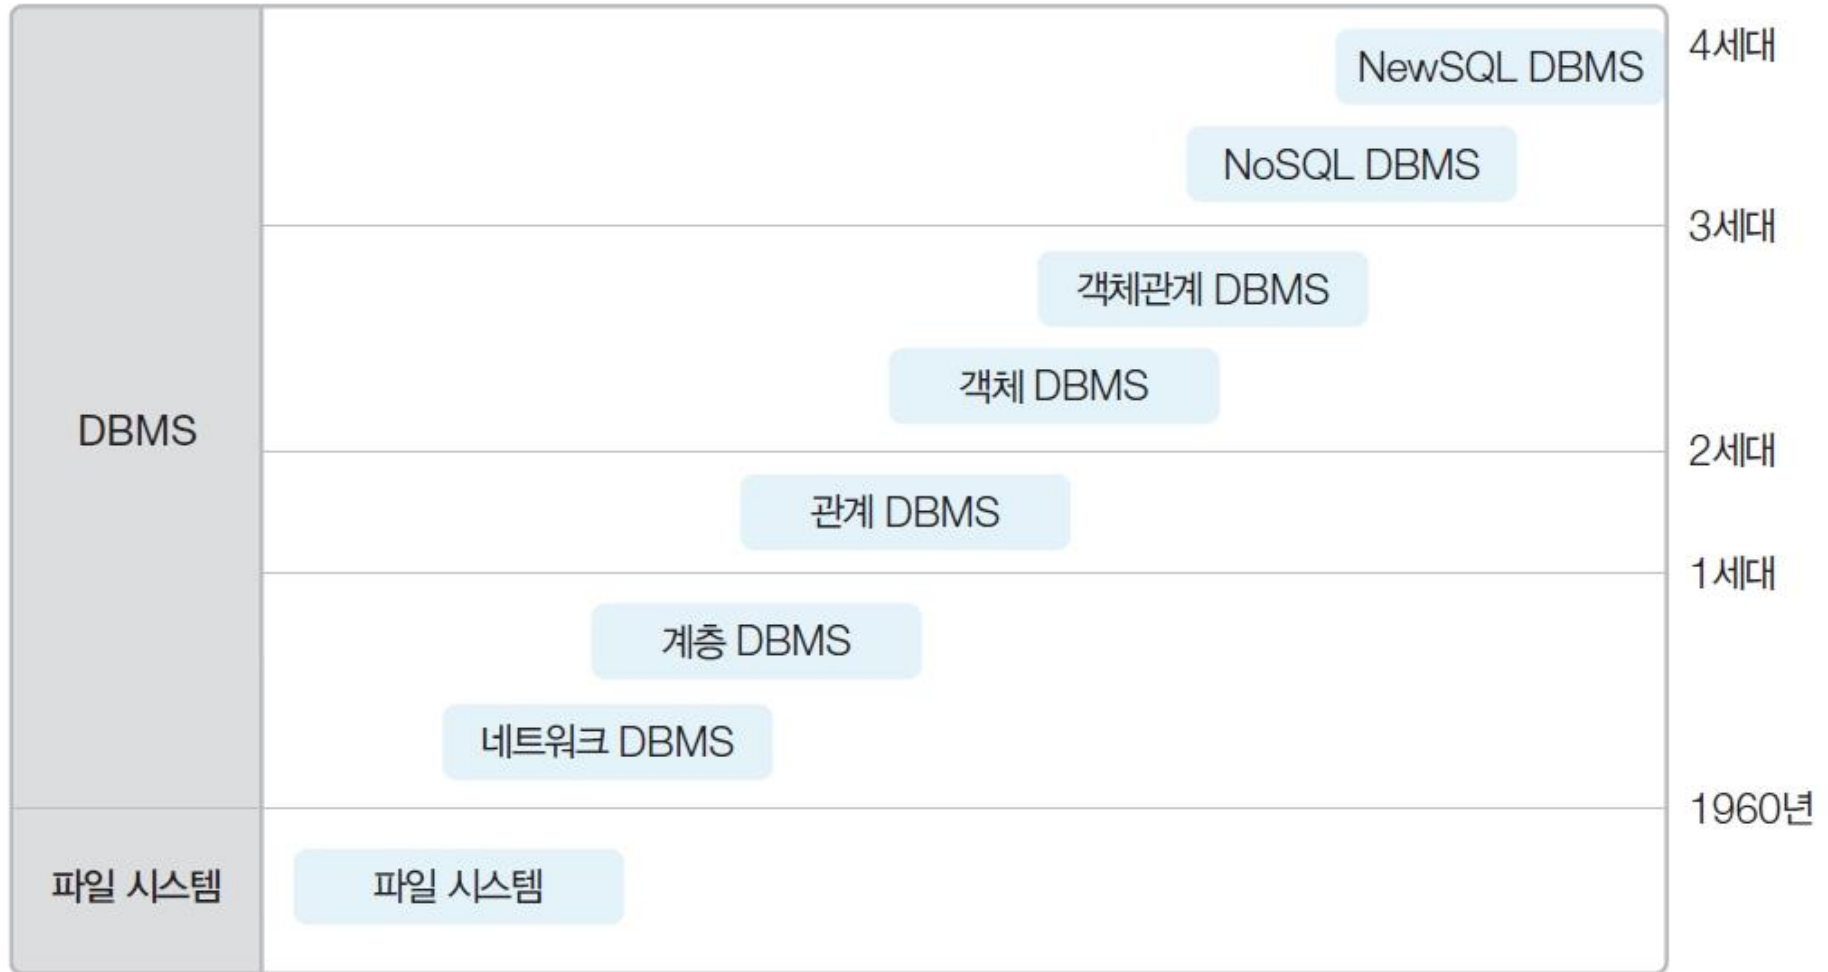 4세대
NewSQL DBMS
NoSQL DBMS
3세대
객체관계 DBMS
객체 DBMS
DBMS
2세대
관계 DBMS
1세대
계층 DBMS
네트워크 DBMS
1960년
파일 시스템
파일 시스템